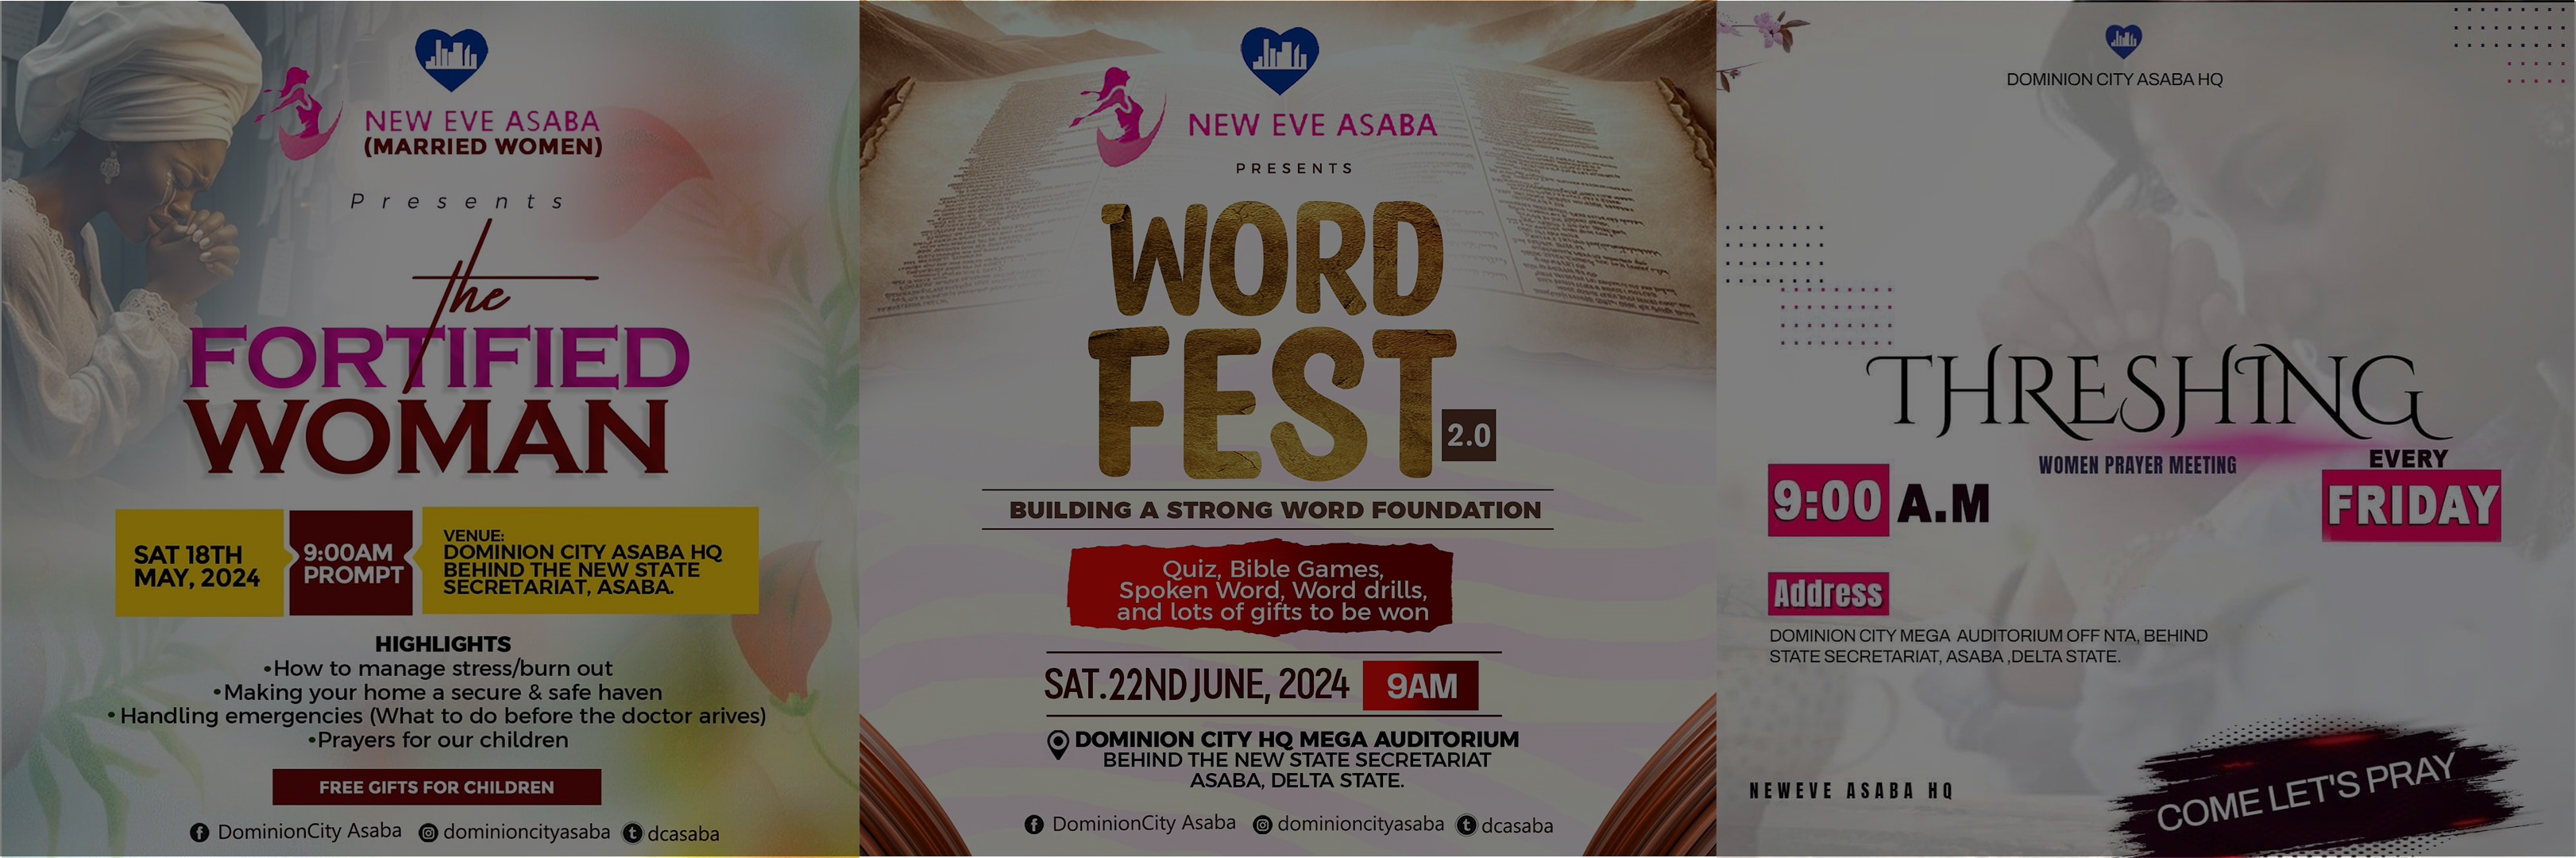 NEW EVE ASABA
(MARRIED WOMEN)
Presents
the
FORTIFIED
WOMAN
SAT 18TH
MAY, 2024
9:00AM
PROMPT
VENUE:
DOMINION CITY ASABA HQ
BEHIND THE NEW STATE
SECRETARIAT, ASABA.
HIGHLIGHTS
•How to manage stress/burn out
•Making your home a secure & safe haven
•Handling emergencies (What to do before the doctor arives)
•Prayers for our children
FREE GIFTS FOR CHILDREN
DominionCity Asaba dominioncityasaba dcasaba
NEW EVE ASABA
PRESENTS
WORD
FEST
2.0
BUILDING A STRONG WORD FOUNDATION
Quiz, Bible Games,
Spoken Word, Word drills,
and lots of gifts to be won
SAT.22ND JUNE, 2024 9AM
DOMINION CITY HQ MEGA AUDITORIUM
BEHIND THE NEW STATE SECRETARIAT
ASABA, DELTA STATE.
DominionCity Asaba dominioncityasaba dcasaba
DOMINION CITY ASABA HQ
THRESHING
WOMEN PRAYER MEETING
EVERY
FRIDAY
9:00 A.M
Address
DOMINION CITY MEGA AUDITORIUM OFF NTA, BEHIND
STATE SECRETARIAT, ASABA ,DELTA STATE.
NEWEVE ASABA HQ
COME LET'S PRAY